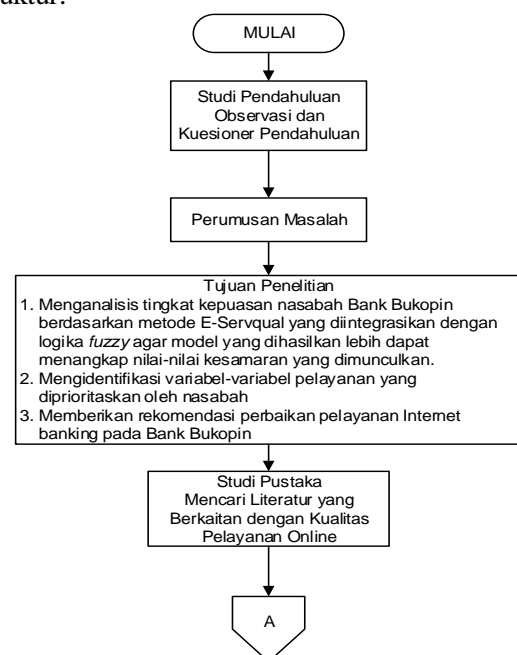 MULAI
Studi Pendahuluan
Observasi dan
Kuesioner Pendahuluan
Perumusan Masalah
Tujuan Penelitian
1. Menganalisis tingkat kepuasan nasabah Bank Bukopin
berdasarkan metode E-Servqual yang diintegrasikan dengan
logika fuzzy agar model yang dihasilkan lebih dapat
menangkap nilai-nilai kesamaran yang dimunculkan.
2. Mengidentifikasi variabel-variabel pelayanan yang
diprioritaskan oleh nasabah
3. Memberikan rekomendasi perbaikan pelayanan Internet
banking pada Bank Bukopin
Studi Pustaka
Mencari Literatur yang
Berkaitan dengan Kualitas
Pelayanan Online
A